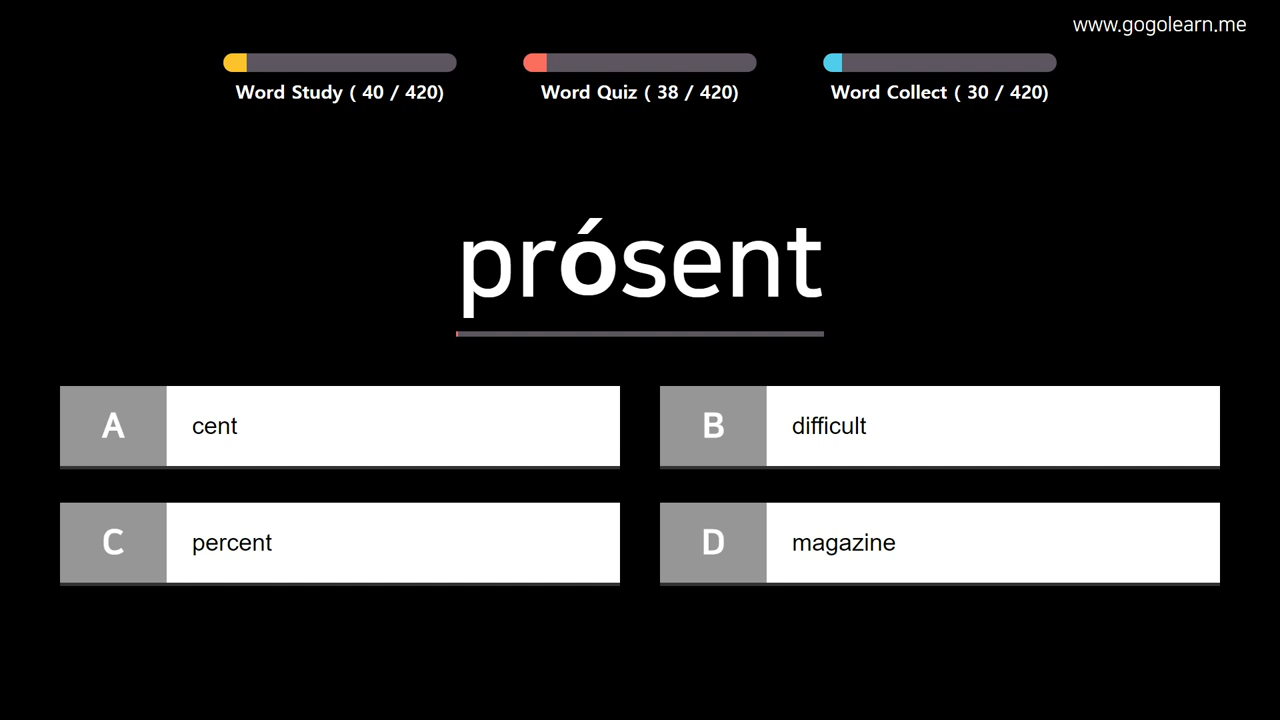 www.gogolearn.me
Word Study ( 40 / 420)
Word Quiz ( 38 / 420)
Word Collect ( 30 / 420)
prósent
A cent
B difficult
C percent
D magazine